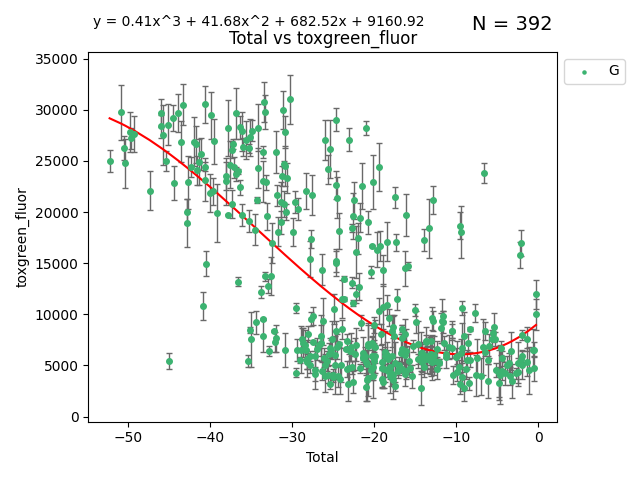 y = 0.41x^3 + 41.68x^2 + 682.52x + 9160.92
N = 392
Total vs toxgreen_fluor
35000
30000
25000
20000
15000
10000
5000
0
toxgreen_fluor
G
−50 −40 −30 −20 −10 0
Total